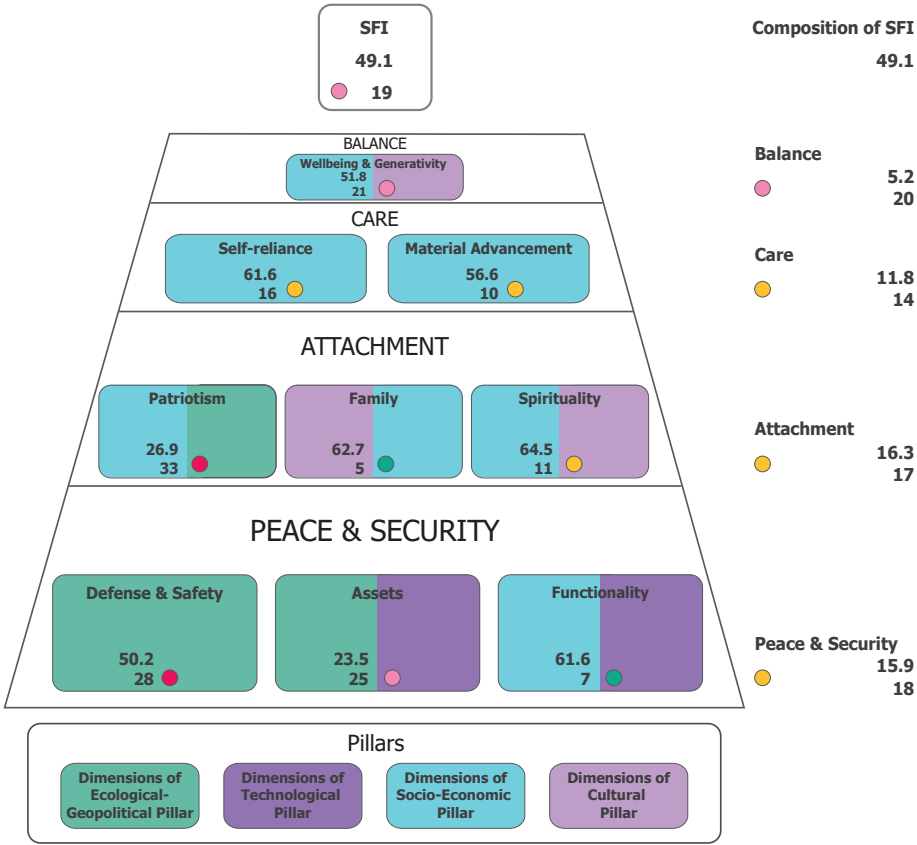 SFI
49.1
19
Composition of SFI
49.1
BALANCE
Wellbeing & Generativity
51.8
21
Balance
5.2
20
CARE
Self-reliance
61.6
16
Material Advancement
56.6
10
Care
11.8
14
ATTACHMENT
Patriotism
26.9
33
Family
62.7
5
Spirituality
64.5
11
Attachment
16.3
17
PEACE & SECURITY
Defense & Safety
50.2
28
Assets
23.5
25
Functionality
61.6
7
Peace & Security
15.9
18
Pillars
Dimensions of
Ecological-
Geopolitical Pillar
Dimensions of
Technological
Pillar
Dimensions of
Socio-Economic
Pillar
Dimensions of
Cultural
Pillar